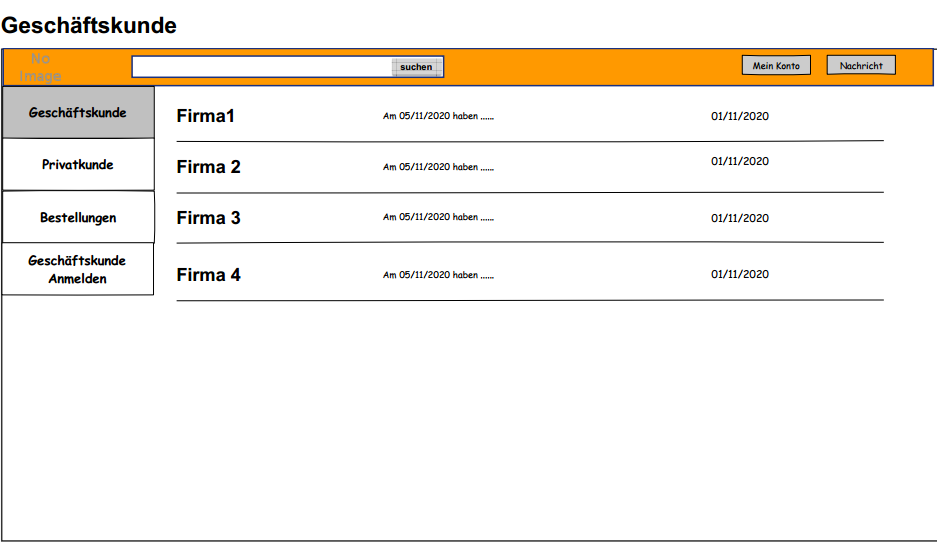 Geschäftskunde
No
Image
suchen
Mein Konto
Nachricht
Geschäftskunde
Privatkunde
Bestellungen
Geschäftskunde
Anmelden
Firma1 Am 05/11/2020 haben ...... 01/11/2020
Firma 2 Am 05/11/2020 haben ...... 01/11/2020
Firma 3 Am 05/11/2020 haben ...... 01/11/2020
Firma 4 Am 05/11/2020 haben ...... 01/11/2020